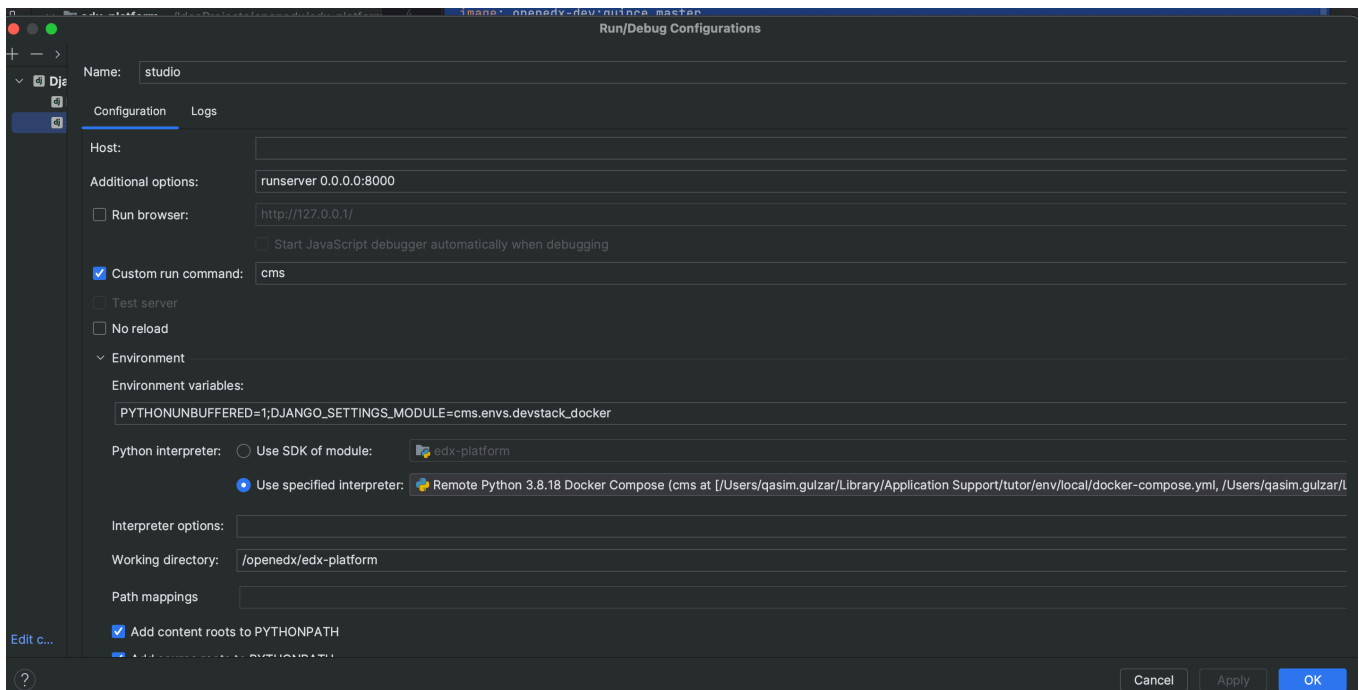 image: openedx-dev:quince_master
Run/Debug Configurations
Name: studio
Dja
Configuration Logs
Host:
Additional options: runserver 0.0.0.0:8000
Run browser: http://127.0.0.1/
Start JavaScript debugger automatically when debugging
Custom run command: cms
Test server
No reload
Environment
Environment variables:
PYTHONUNBUFFERED=1;DJANGO_SETTINGS_MODULE=cms.envs.devstack_docker
Python interpreter: Use SDK of module: edx-platform
Use specified interpreter: Remote Python 3.8.18 Docker Compose (cms at [/Users/qasim.gulzar/Library/Application Support/tutor/env/local/docker-compose.yml, /Users/qasim.gulzar/L
Interpreter options:
Working directory: /openedx/edx-platform
Path mappings
Add content roots to PYTHONPATH
Edit c...
? Cancel Apply OK